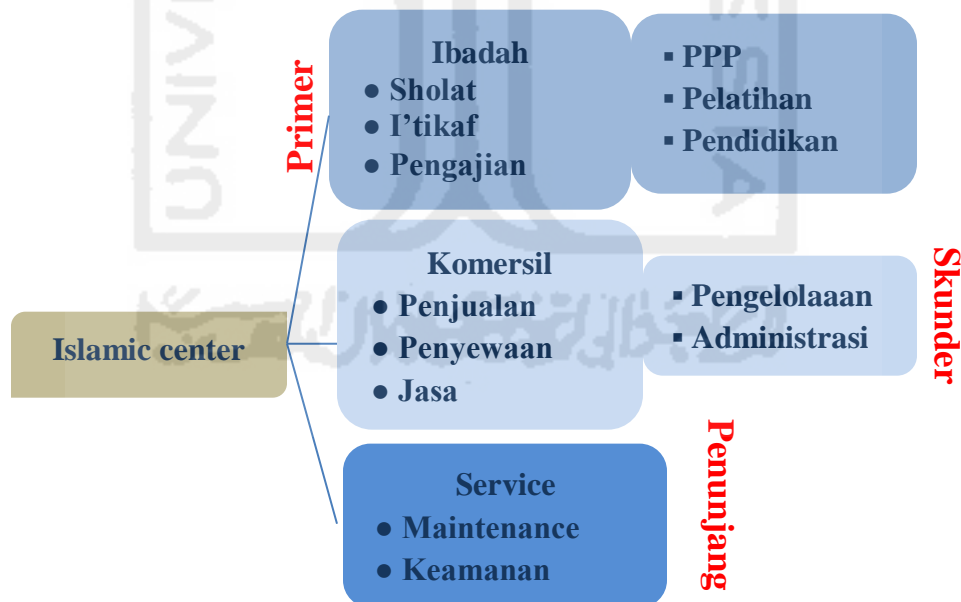 Primer
Ibadah
● Sholat
● I’tikaf
● Pengajian
▪ PPP
▪ Pelatihan
▪ Pendidikan
Islamic center
Komersil
● Penjualan
● Penyewaan
● Jasa
▪ Pengelolaaan
▪ Administrasi
Skunder
Service
● Maintenance
● Keamanan
Penunjang
UNIV